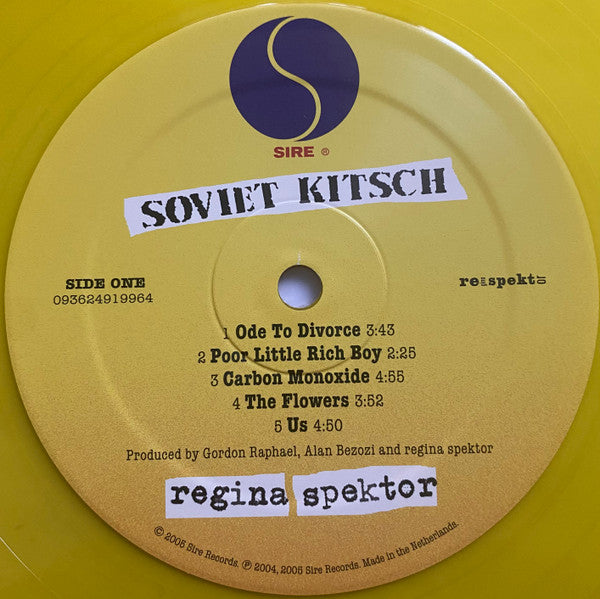 SIRE ®
SOVIET KITSCH
SIDE ONE
093624919964
1 Ode To Divorce 3:43
2 Poor Little Rich Boy 2:25
3 Carbon Monoxide 4:55
4 The Flowers 3:52
5 Us 4:50
Produced by Gordon Raphael, Alan Bezozi and regina spektor
regina spektor
© 2005 Sire Records. ℗ 2004, 2005 Sire Records. Made in the Netherlands.